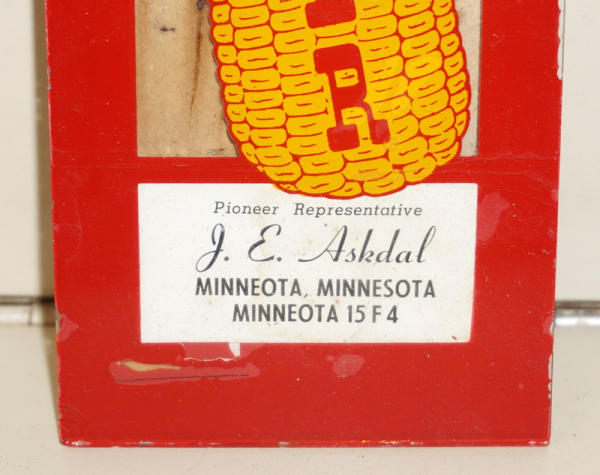 R
Pioneer Representative
J. E. Askdal
MINNEOTA, MINNESOTA
MINNEOTA 15 F 4